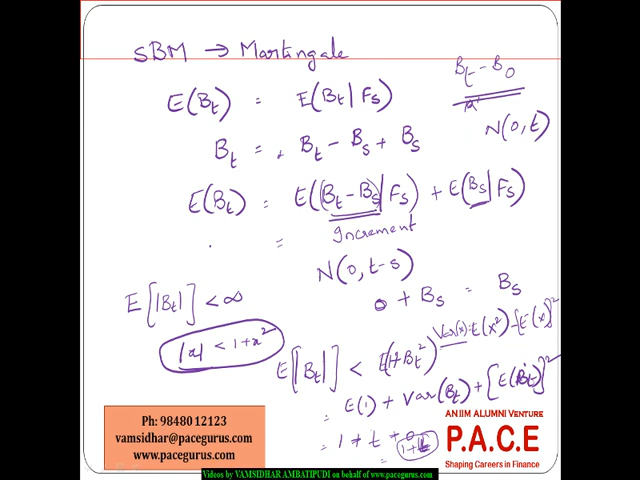 SBM → Martingale
B_t - B_0
E(B_t) = E(B_t | F_s)
N(0, t)
B_t = B_t - B_s + B_s
E(B_t) = E((B_t - B_s) | F_s) + E(B_s | F_s)
Increment
=
N(0, t-s)
0 + B_s = B_s
E[|B_t|] < ∞
|x| < 1+x²
Var(x) = E(x²) - [E(x)]²
E[|B_t|] < E(1+B_t²)
= E(1) + Var(B_t) + [E(B_t)]²
= 1 + t + 0
= 1+t
Ph: 98480 12123
vamsidhar@pacegurus.com
www.pacegurus.com
AN IIM ALUMNI VENTURE
P.A.C.E
Shaping Careers in Finance
Videos by VAMSIDHAR AMBATIPUDI on behalf of www.pacegurus.com